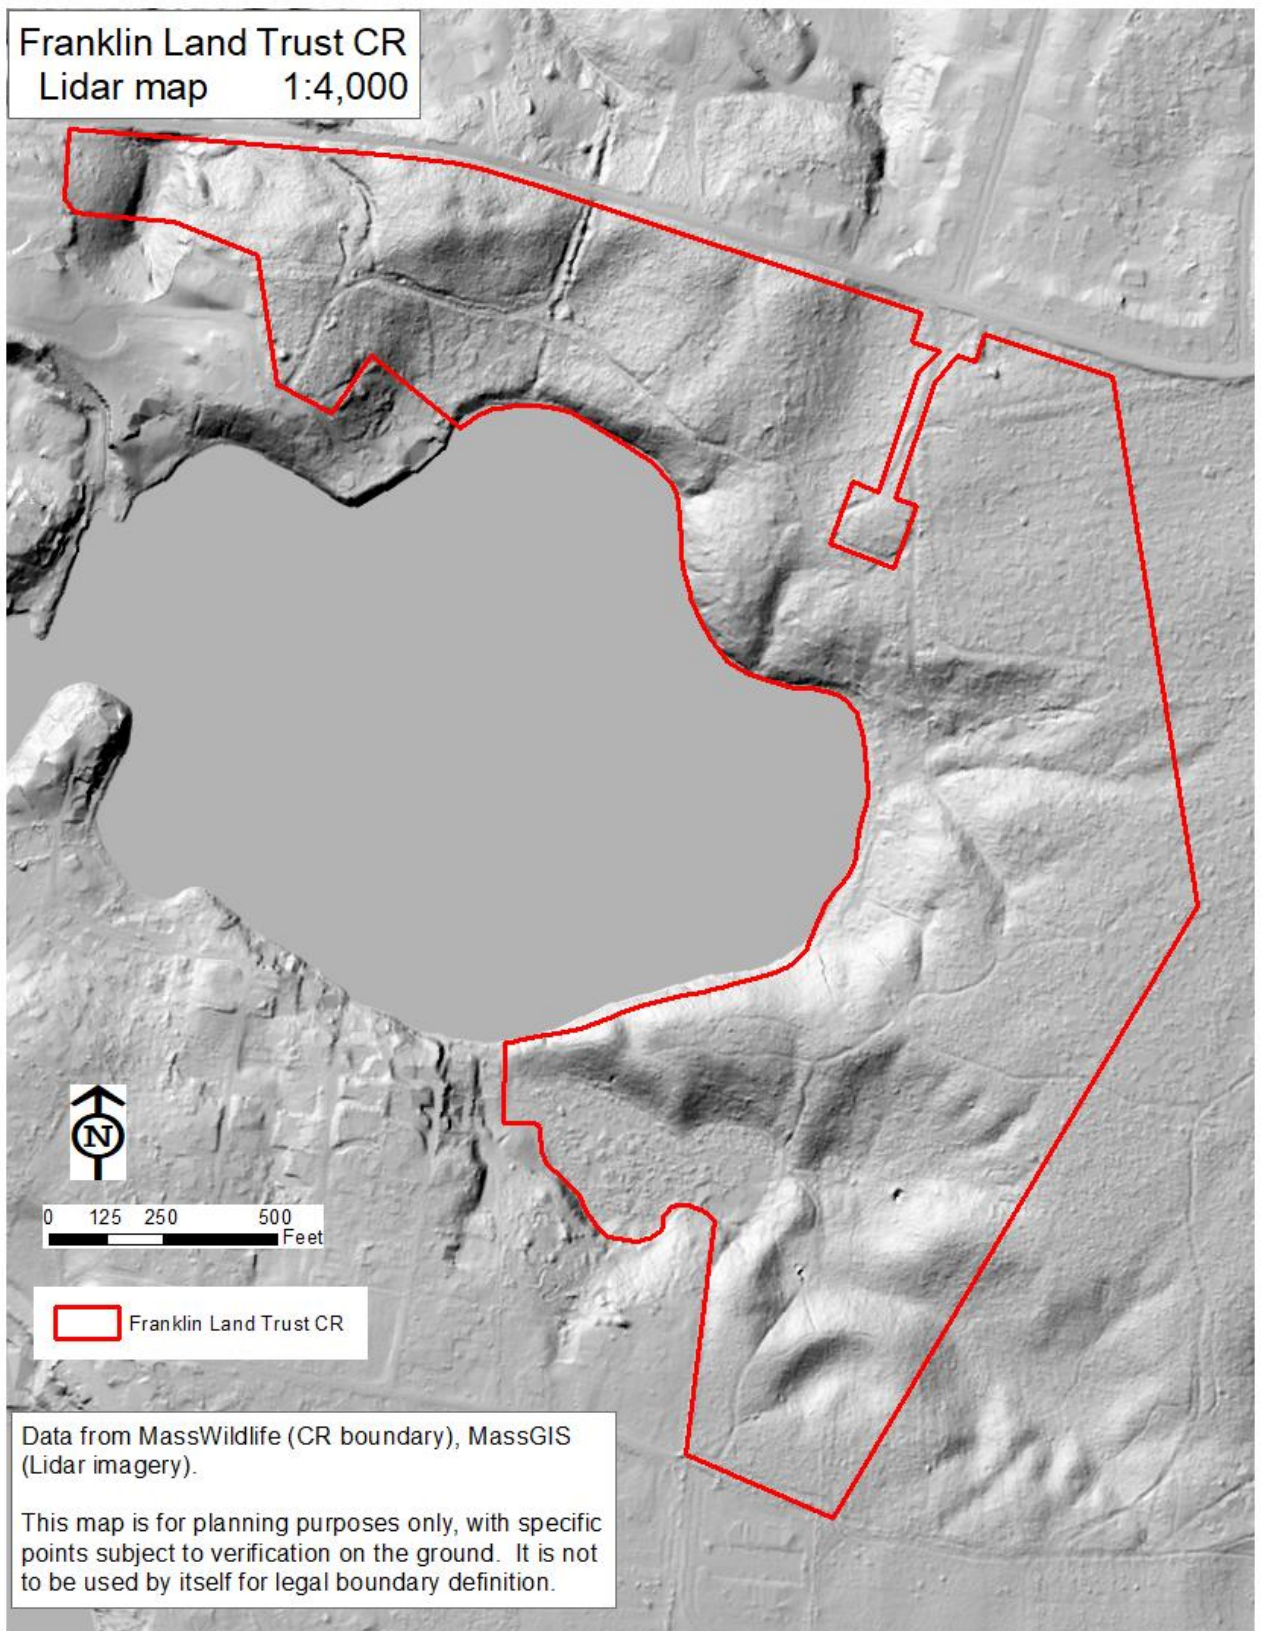 Franklin Land Trust CR
Lidar map 1:4,000
N
0 125 250 500
Feet
Franklin Land Trust CR
Data from MassWildlife (CR boundary), MassGIS
(Lidar imagery).
This map is for planning purposes only, with specific
points subject to verification on the ground. It is not
to be used by itself for legal boundary definition.